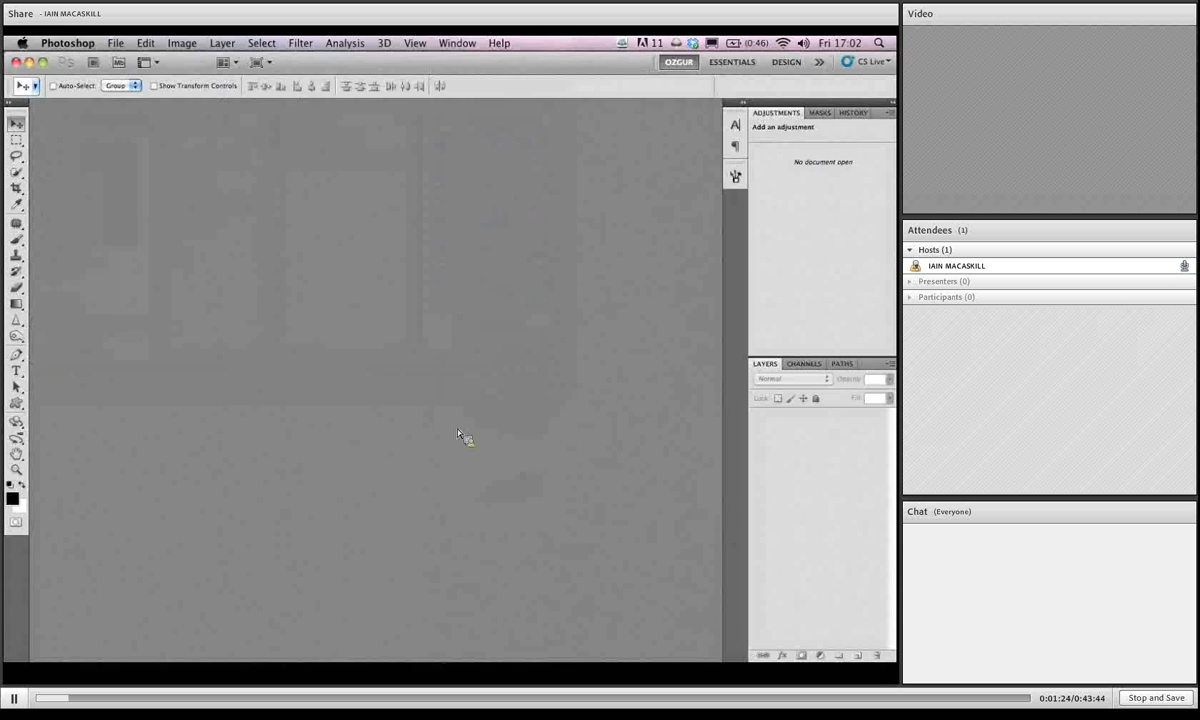 Share - IAIN MACASKILL
Video
Photoshop File Edit Image Layer Select Filter Analysis 3D View Window Help
11 (0:46) Fri 17:02
OZGUR ESSENTIALS DESIGN CS Live
Auto-Select: Group Show Transform Controls
ADJUSTMENTS MASKS HISTORY
Add an adjustment
No document open
Attendees (1)
Hosts (1)
IAIN MACASKILL
Presenters (0)
Participants (0)
LAYERS CHANNELS PATHS
Normal Opacity:
Lock: Fill:
Chat (Everyone)
0:01:24/0:43:44 Stop and Save